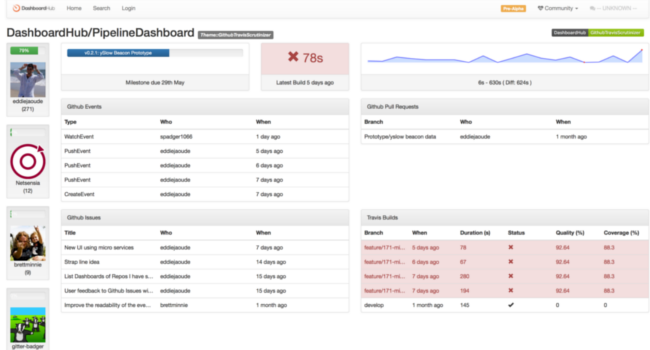 DashboardHub Home Search Login Pre-alpha Community -- UNKNOWN --
DashboardHub/PipelineDashboard Theme:GithubTravisScrutinizer DashboardHub GithubTravisScrutinizer
79%
eddiejaoude
(271)
Netsensia
(12)
brettminnie
(9)
gitter-badger
v0.2.1: ySlow Beacon Prototype
Milestone due 29th May
78s
Latest Build 5 days ago
6s - 630s ( Diff: 624s )
Github Events
Type Who When
WatchEvent spadger1066 1 day ago
PushEvent eddiejaoude 5 days ago
PushEvent eddiejaoude 6 days ago
PushEvent eddiejaoude 7 days ago
CreateEvent eddiejaoude 7 days ago
Github Pull Requests
Branch Who When
Prototype/yslow beacon data eddiejaoude 1 month ago
Github Issues
Title Who When
New UI using micro services eddiejaoude 7 days ago
Strap line idea eddiejaoude 14 days ago
List Dashboards of Repos I have s... eddiejaoude 15 days ago
User feedback to Github Issues wi... eddiejaoude 15 days ago
Improve the readability of the eve... brettminnie 1 month ago
Travis Builds
Branch When Duration (s) Status Quality (%) Coverage (%)
feature/171-mi... 5 days ago 78 92.64 88.3
feature/171-mi... 6 days ago 67 92.64 88.3
feature/171-mi... 7 days ago 280 92.64 88.3
feature/171-mi... 7 days ago 194 92.64 88.3
develop 1 month ago 145 0 0